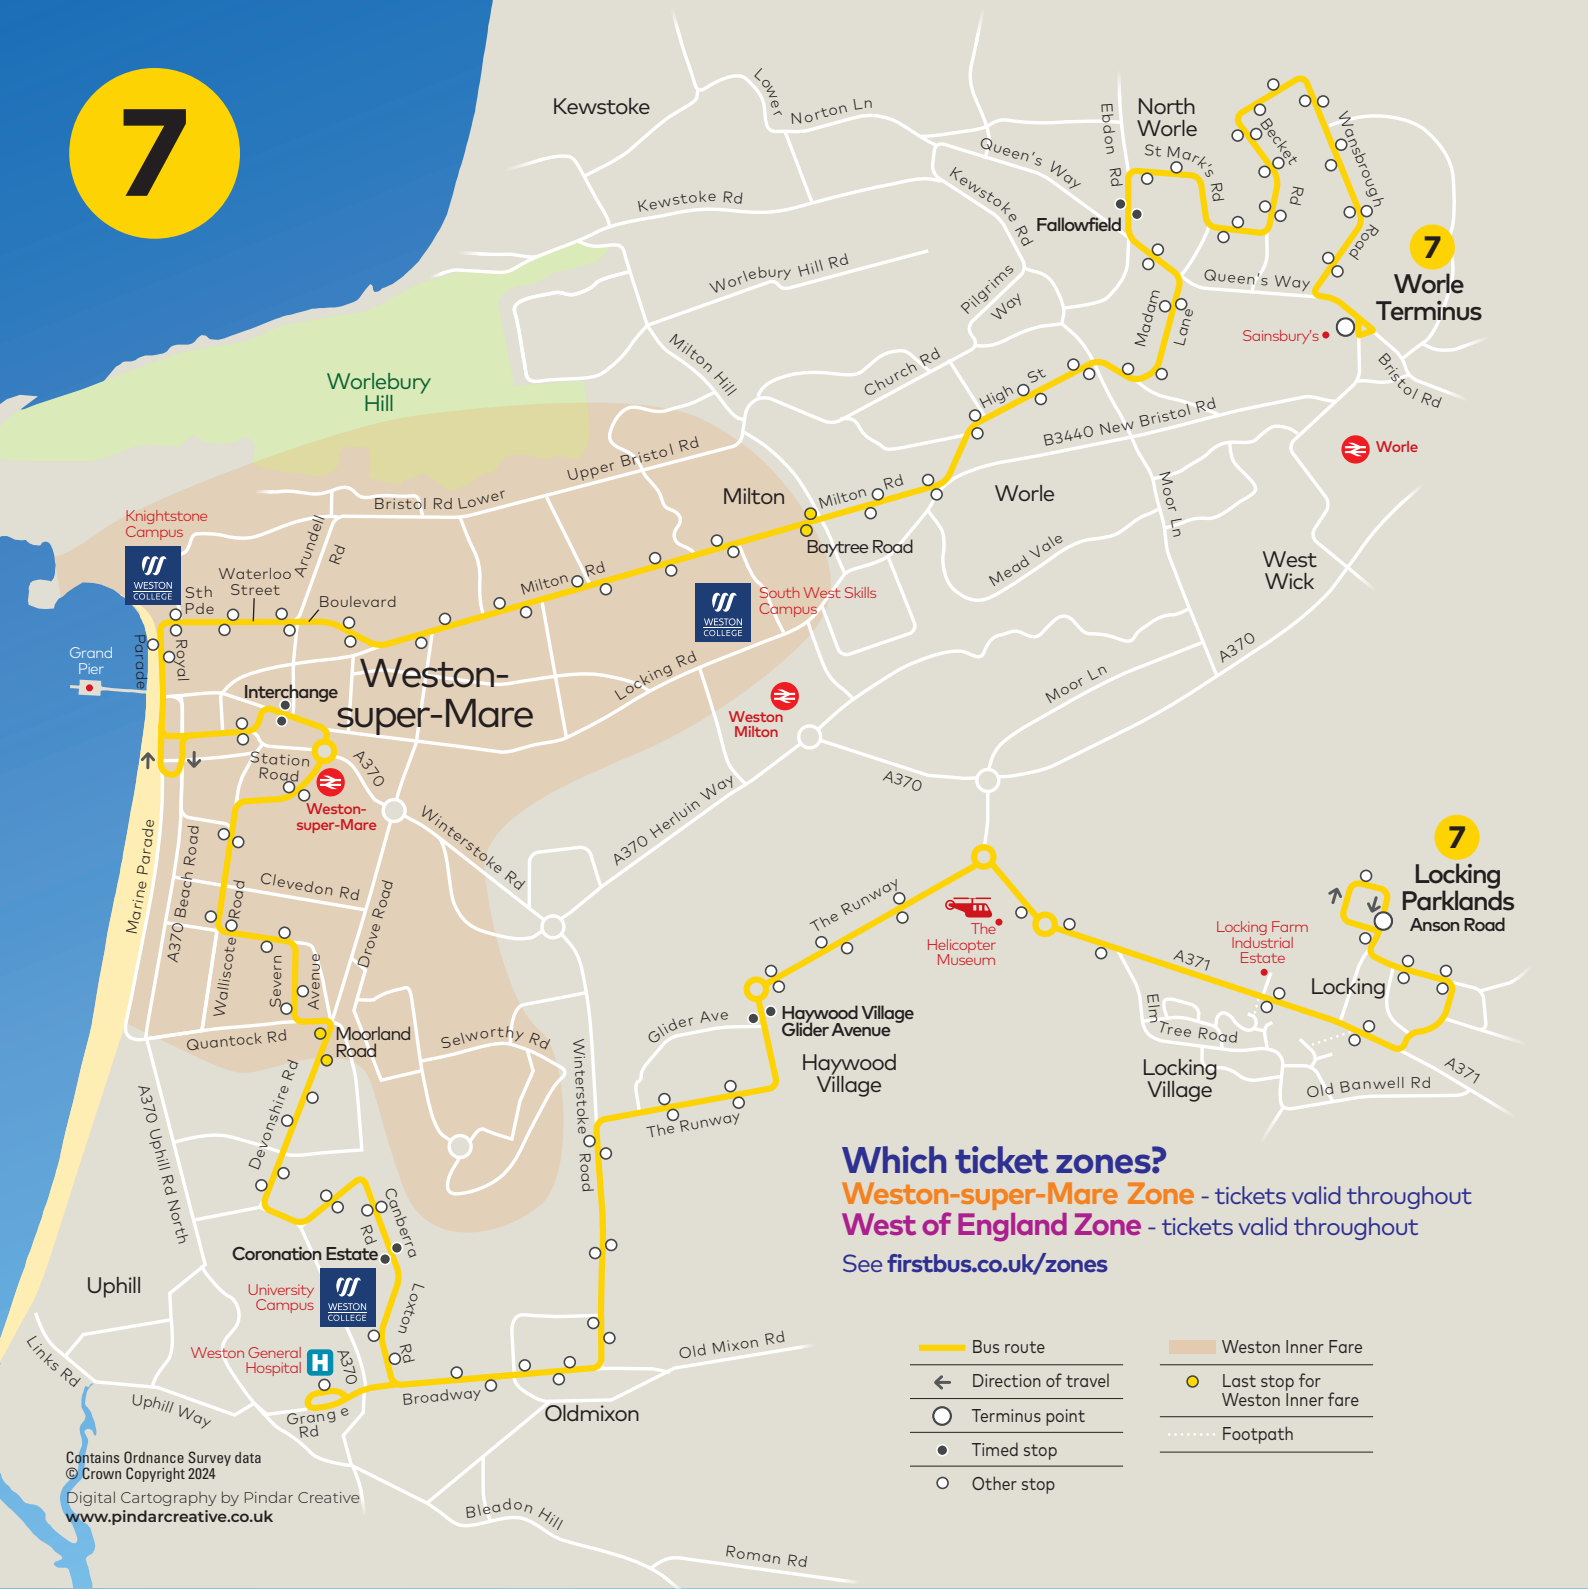 7
Kewstoke
Lower
Norton Ln
Ebdon Rd
North
Worle
St Mark's Rd
Becket Rd
Wansbrough Road
Queen's Way
Kewstoke Rd
Kewstoke Rd
Fallowfield
7
Worle
Terminus
Queen's Way
Sainsbury's
Bristol Rd
Worlebury Hill Rd
Pilgrims
Way
Madam
Lane
Milton Hill
Church Rd
High St
B3440 New Bristol Rd
Worle
Worlebury
Hill
Upper Bristol Rd
Bristol Rd Lower
Milton
Milton Rd
Worle
Moor Ln
Baytree Road
Mead Vale
West
Wick
Knightstone
Campus
WESTON
COLLEGE
Arundell
Rd
Waterloo
Street
Sth
Pde
Boulevard
Milton Rd
South West Skills
Campus
WESTON
COLLEGE
Grand
Pier
Royal
Parade
Interchange
Weston-
super-Mare
Locking Rd
Weston
Milton
Moor Ln
A370
A370
Station
Road
A370
Weston-
super-Mare
Winterstoke Rd
A370 Herluin Way
Marine Parade
A370 Beach Road
Clevedon Rd
Drove Road
Walliscote Road
Severn
Avenue
Quantock Rd
Moorland
Road
Selworthy Rd
Devonshire Rd
A370 Uphill Rd North
Winterstoke Road
The Runway
The
Helicopter
Museum
Glider Ave
Haywood Village
Glider Avenue
Haywood
Village
The Runway
7
Locking
Parklands
Anson Road
Locking Farm
Industrial
Estate
A371
Locking
Elm
Tree Road
Locking
Village
Old Banwell Rd
A371
Canberra
Rd
Coronation Estate
University
Campus
WESTON
COLLEGE
Loxton Rd
Uphill
Weston General
Hospital
H
A370
Links Rd
Uphill Way
Grange
Rd
Broadway
Oldmixon
Old Mixon Rd
Bleadon Hill
Roman Rd
Which ticket zones?
Weston-super-Mare Zone - tickets valid throughout
West of England Zone - tickets valid throughout
See firstbus.co.uk/zones
Bus route
Direction of travel
Terminus point
Timed stop
Other stop
Weston Inner Fare
Last stop for
Weston Inner fare
Footpath
Contains Ordnance Survey data
© Crown Copyright 2024
Digital Cartography by Pindar Creative
www.pindarcreative.co.uk